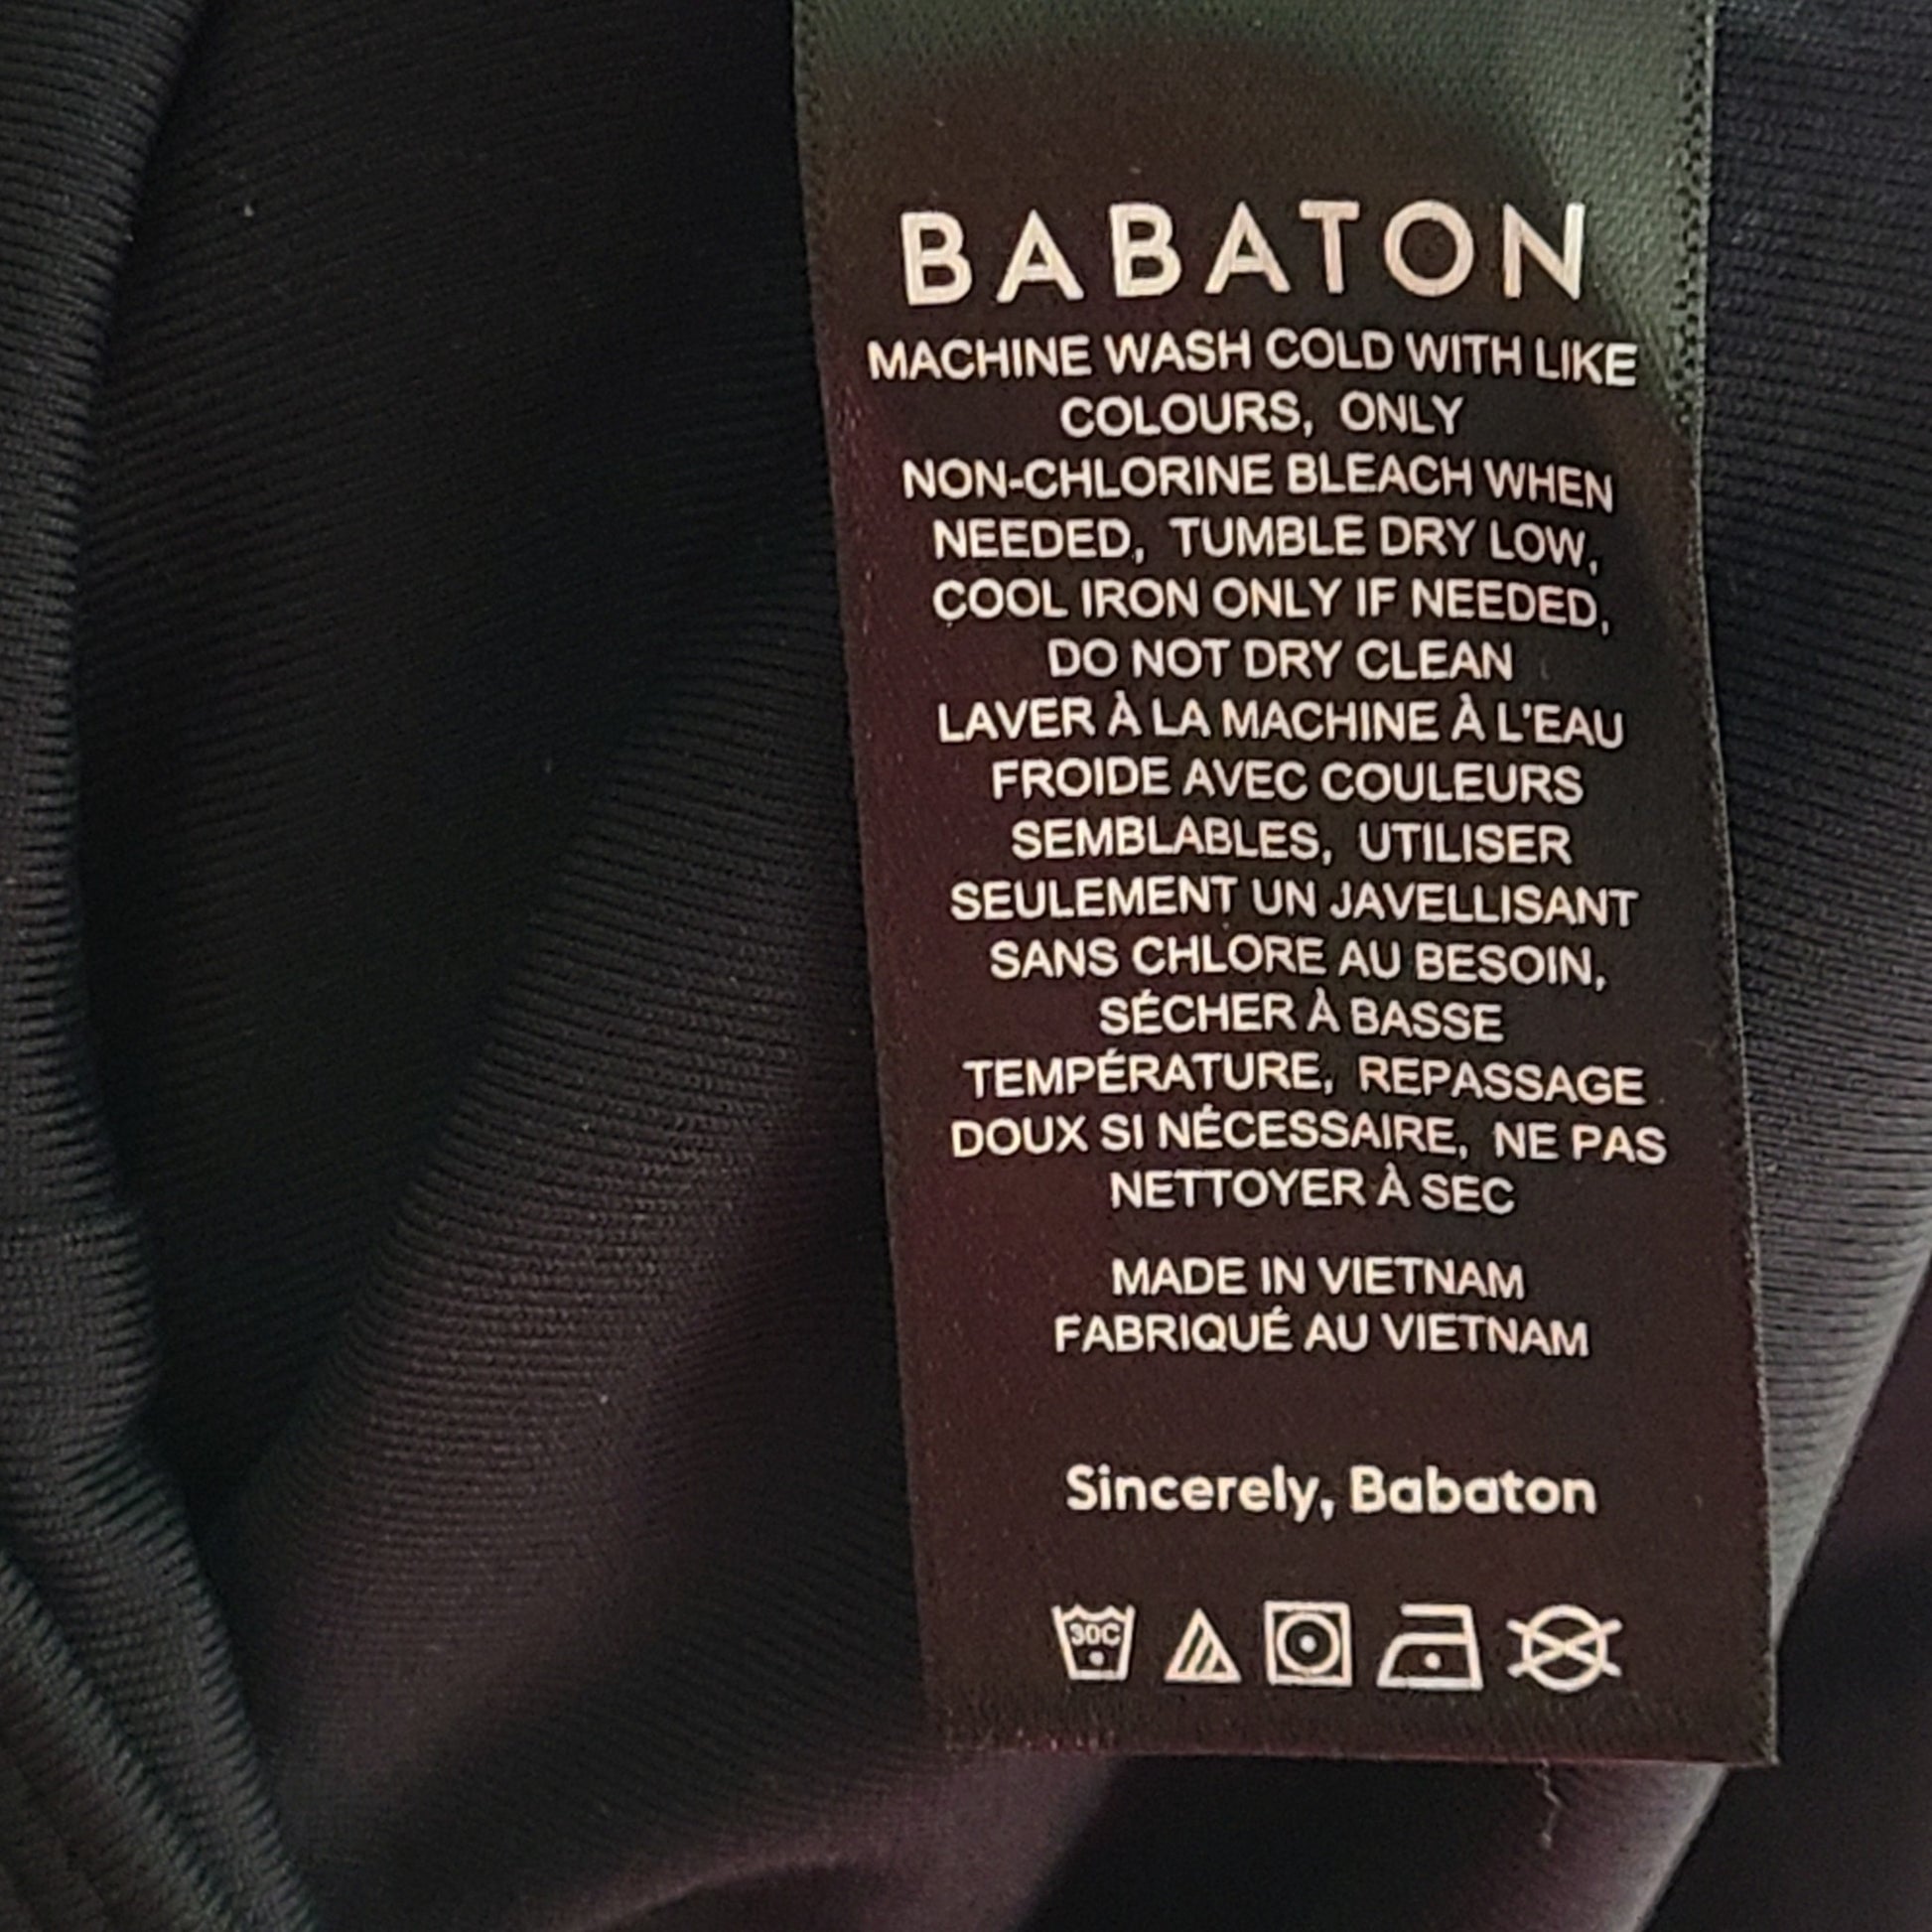 BABATON
MACHINE WASH COLD WITH LIKE
COLOURS, ONLY
NON-CHLORINE BLEACH WHEN
NEEDED, TUMBLE DRY LOW,
COOL IRON ONLY IF NEEDED,
DO NOT DRY CLEAN
LAVER À LA MACHINE À L'EAU
FROIDE AVEC COULEURS
SEMBLABLES, UTILISER
SEULEMENT UN JAVELLISANT
SANS CHLORE AU BESOIN,
SÉCHER À BASSE
TEMPÉRATURE, REPASSAGE
DOUX SI NÉCESSAIRE, NE PAS
NETTOYER À SEC
MADE IN VIETNAM
FABRIQUÉ AU VIETNAM
Sincerely, Babaton
30C